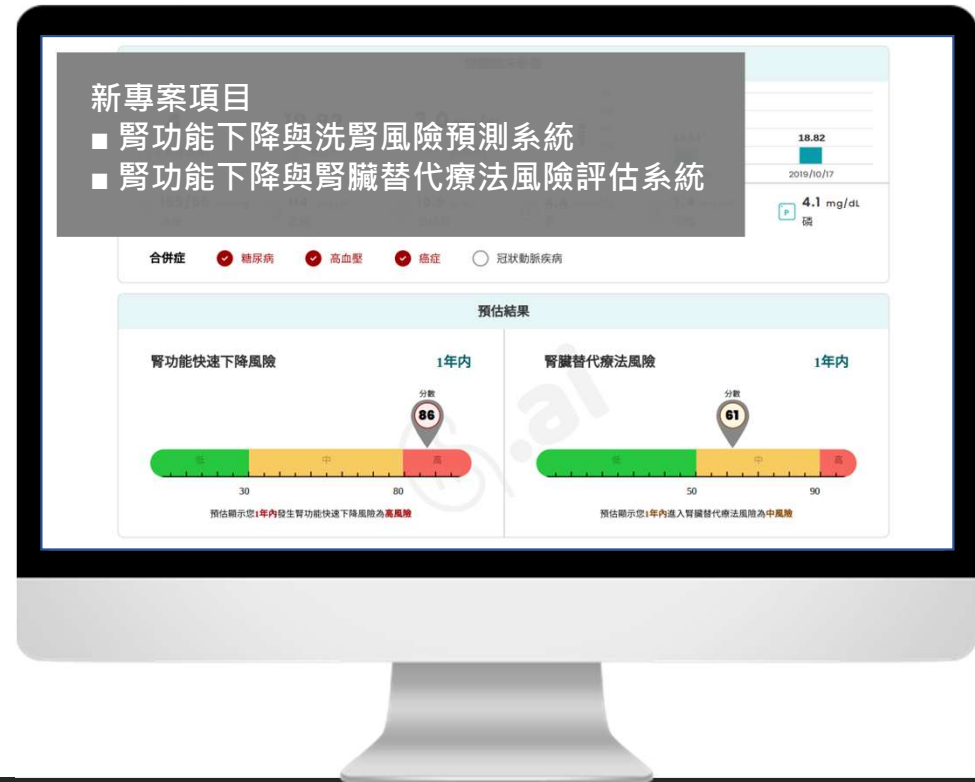 新專案項目
■ 腎功能下降與洗腎風險預測系統
■ 腎功能下降與腎臟替代療法風險評估系統
18.82
2019/10/17
P 4.1 mg/dL
磷
合併症 糖尿病 高血壓 癌症 冠狀動脈疾病
預估結果
腎功能快速下降風險 1年內
分數
86
低 中 高
30 80
預估顯示您1年內發生腎功能快速下降風險為高風險
腎臟替代療法風險 1年內
分數
61
低 中 高
50 90
預估顯示您1年內進入腎臟替代療法風險為中風險
.ai